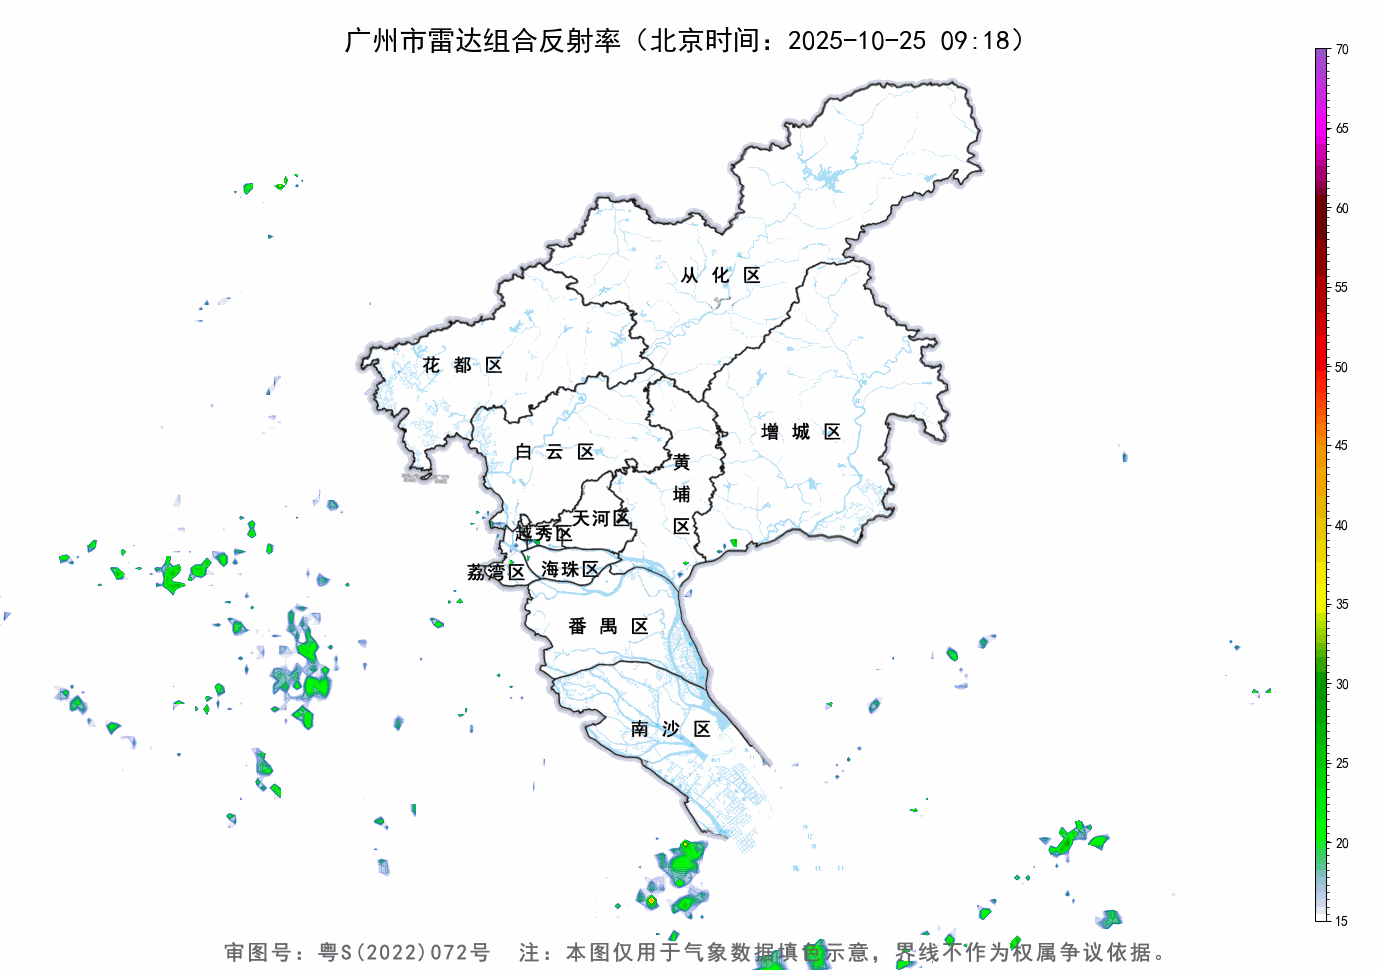 广州市雷达组合反射率（北京时间：2025-10-25 09:18）
70
65
60
55
50
45
40
35
30
25
20
15
从化区
花都区
增城区
白云区
黄埔区
天河区
越秀区
荔湾区
海珠区
番禺区
南沙区
审图号：粤S(2022)072号 注：本图仅用于气象数据填色示意，界线不作为权属争议依据。